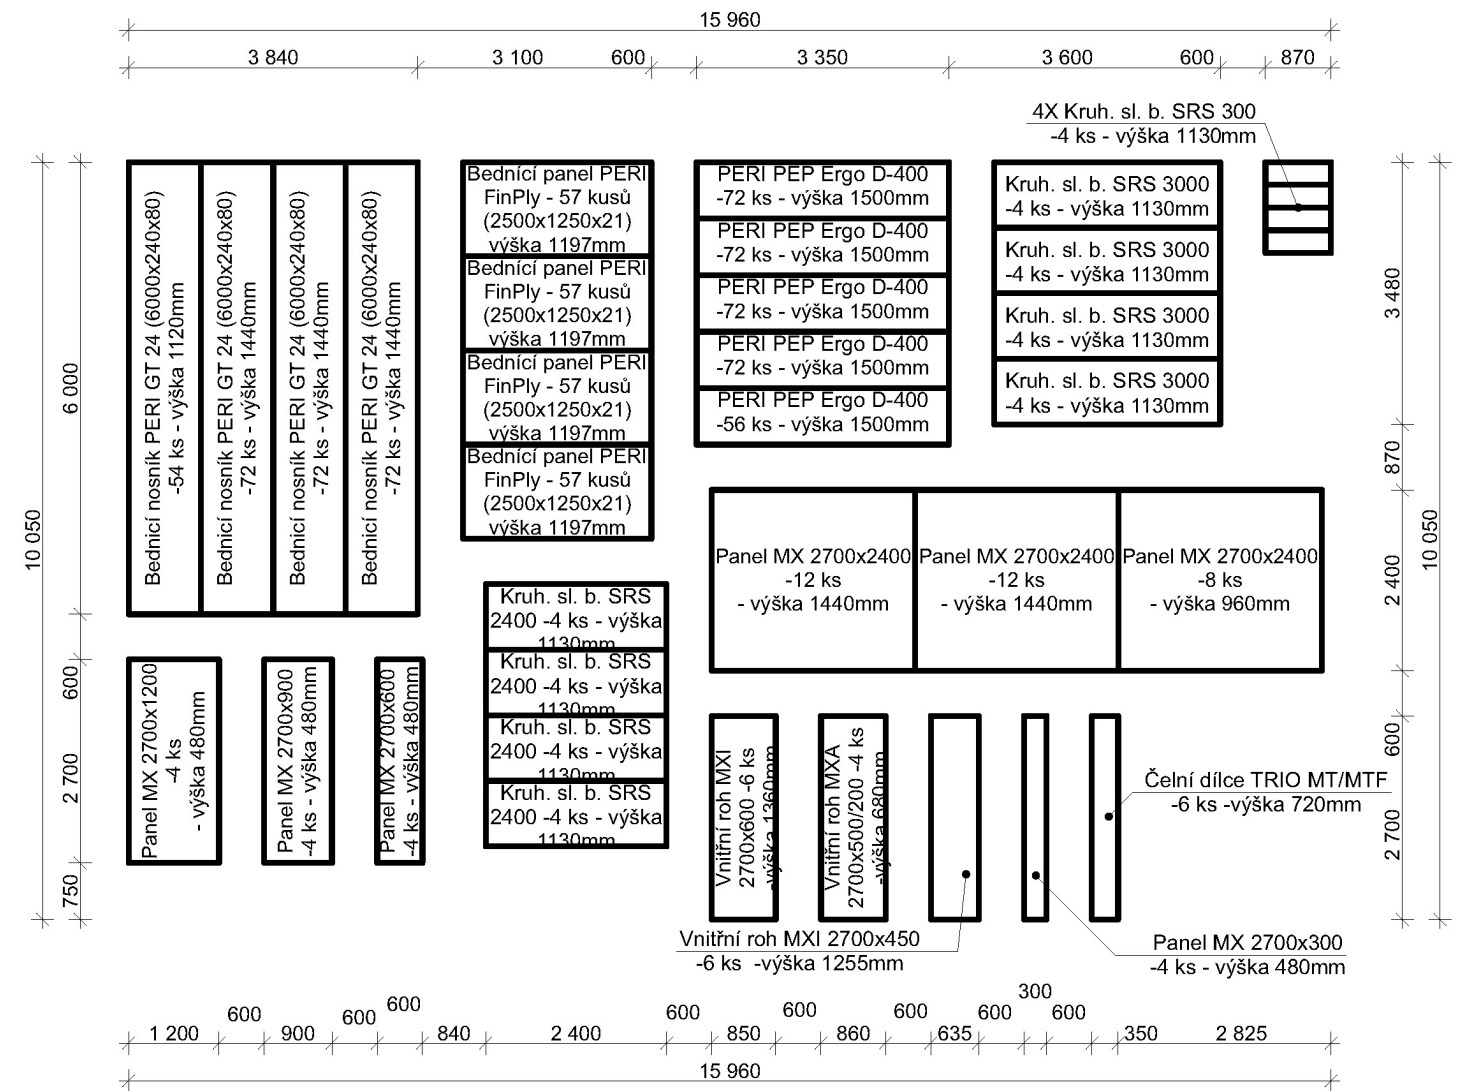 15 960
3 840
3 100
600
3 350
3 600
600
870
4X Kruh. sl. b. SRS 300
-4 ks - výška 1130mm
10 050
6 000
600
2 700
750
Bednicí nosník PERI GT 24 (6000x240x80)
-54 ks - výška 1120mm
Bednicí nosník PERI GT 24 (6000x240x80)
-72 ks - výška 1440mm
Bednicí nosník PERI GT 24 (6000x240x80)
-72 ks - výška 1440mm
Bednicí nosník PERI GT 24 (6000x240x80)
-72 ks - výška 1440mm
Bednící panel PERI
FinPly - 57 kusů
(2500x1250x21)
výška 1197mm
Bednící panel PERI
FinPly - 57 kusů
(2500x1250x21)
výška 1197mm
Bednící panel PERI
FinPly - 57 kusů
(2500x1250x21)
výška 1197mm
Bednící panel PERI
FinPly - 57 kusů
(2500x1250x21)
výška 1197mm
PERI PEP Ergo D-400
-72 ks - výška 1500mm
PERI PEP Ergo D-400
-72 ks - výška 1500mm
PERI PEP Ergo D-400
-72 ks - výška 1500mm
PERI PEP Ergo D-400
-72 ks - výška 1500mm
PERI PEP Ergo D-400
-56 ks - výška 1500mm
Kruh. sl. b. SRS 3000
-4 ks - výška 1130mm
Kruh. sl. b. SRS 3000
-4 ks - výška 1130mm
Kruh. sl. b. SRS 3000
-4 ks - výška 1130mm
Kruh. sl. b. SRS 3000
-4 ks - výška 1130mm
3 480
870
2 400
600
2 700
10 050
Panel MX 2700x2400
-12 ks
- výška 1440mm
Panel MX 2700x2400
-12 ks
- výška 1440mm
Panel MX 2700x2400
-8 ks
- výška 960mm
Kruh. sl. b. SRS
2400 -4 ks - výška
1130mm
Kruh. sl. b. SRS
2400 -4 ks - výška
1130mm
Kruh. sl. b. SRS
2400 -4 ks - výška
1130mm
Kruh. sl. b. SRS
2400 -4 ks - výška
1130mm
Panel MX 2700x1200
-4 ks
- výška 480mm
Panel MX 2700x900
-4 ks - výška 480mm
Panel MX 2700x600
-4 ks - výška 480mm
Vnitřní roh MXI
2700x600 -6 ks
-výška 1360mm
Vnitřní roh MXA
2700x500/200 -4 ks
-výška 680mm
Čelní dílce TRIO MT/MTF
-6 ks -výška 720mm
Vnitřní roh MXI 2700x450
-6 ks -výška 1255mm
Panel MX 2700x300
-4 ks - výška 480mm
1 200
600
900
600
600
840
2 400
600
850
600
860
600
635
600
300
600
350
2 825
15 960